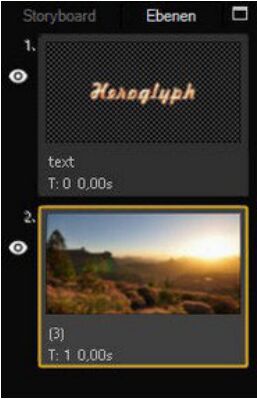 Storyboard Ebenen
1.
Heroglyph
text
T: 0 0,00s
2.
(3)
T: 1 0,00s